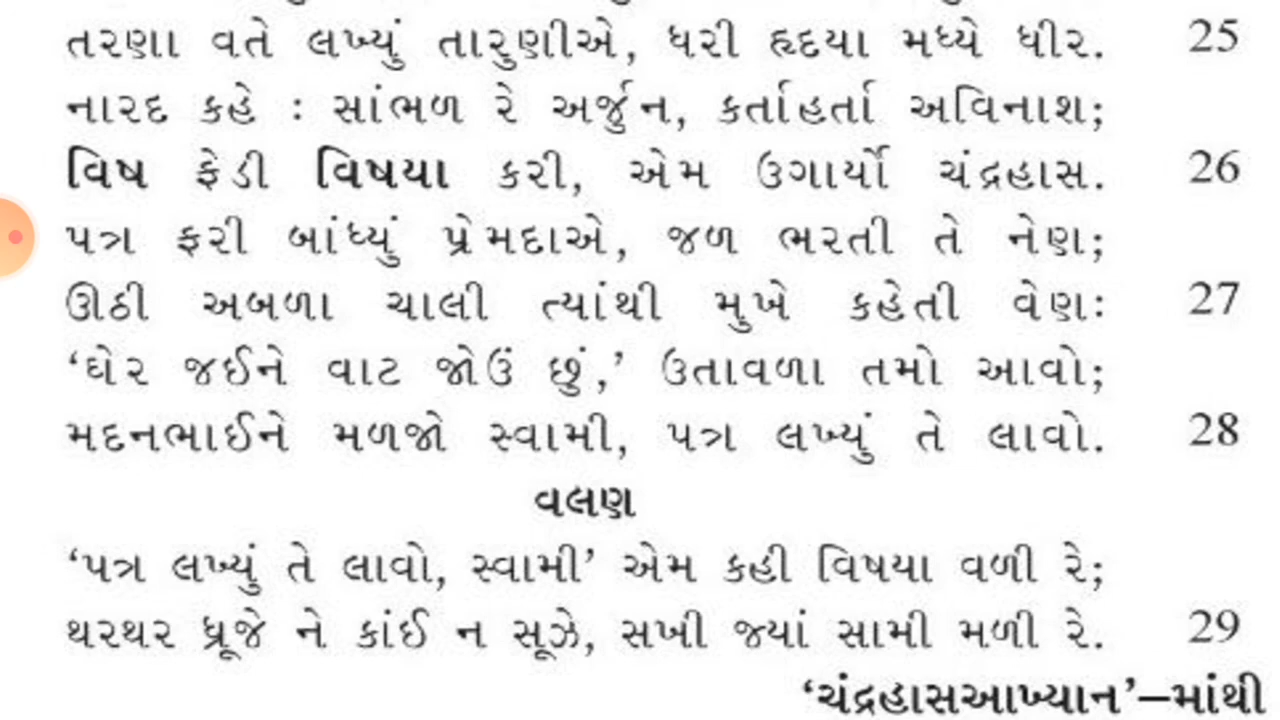 તરણા વતે લખ્યું તારુણીએ, ધરી હૃદયા મધ્યે ધીર. 25
નારદ કહે : સાંભળ રે અર્જુન, કર્તાહર્તા અવિનાશ;
વિષ ફેડી વિષયા કરી, એમ ઉગાર્યો ચંદ્રહાસ. 26
પત્ર ફરી બાંધ્યું પ્રેમદાએ, જળ ભરતી તે નેણ;
ઊઠી અબળા ચાલી ત્યાંથી મુખે કહેતી વેણઃ 27
‘ઘેર જઈને વાટ જોઉં છું,’ ઉતાવળા તમો આવો;
મદનભાઈને મળજો સ્વામી, પત્ર લખ્યું તે લાવો. 28
વલણ
‘પત્ર લખ્યું તે લાવો, સ્વામી’ એમ કહી વિષયા વળી રે;
થરથર ધ્રૂજે ને કાંઈ ન સૂઝે, સખી જ્યાં સામી મળી રે. 29
‘ચંદ્રહાસઆખ્યાન’–માંથી